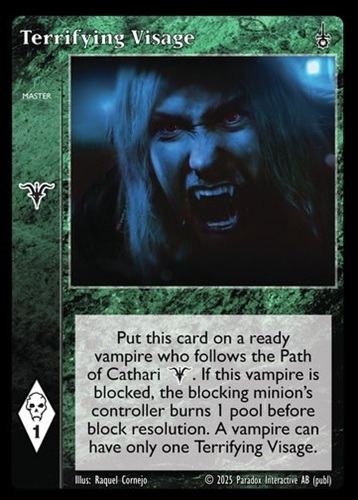 Terrifying Visage
MASTER
Put this card on a ready
vampire who follows the Path
of Cathari . If this vampire is
blocked, the blocking minion's
controller burns 1 pool before
block resolution. A vampire can
have only one Terrifying Visage.
1
Illus: Raquel Cornejo © 2025 Paradox Interactive AB (publ)